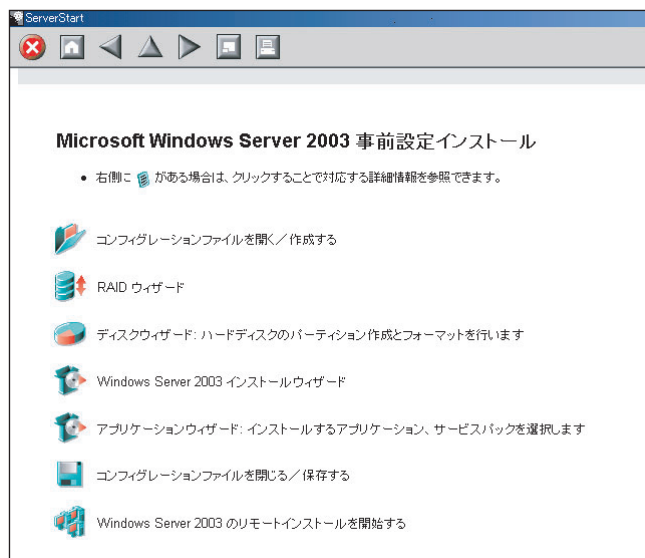 ServerStart
Microsoft Windows Server 2003 事前設定インストール
• 右側に がある場合は、クリックすることで対応する詳細情報を参照できます。
コンフィグレーションファイルを開く／作成する
RAID ウィザード
ディスクウィザード: ハードディスクのパーティション作成とフォーマットを行います
Windows Server 2003 インストールウィザード
アプリケーションウィザード: インストールするアプリケーション、サービスパックを選択します
コンフィグレーションファイルを閉じる／保存する
Windows Server 2003 のリモートインストールを開始する